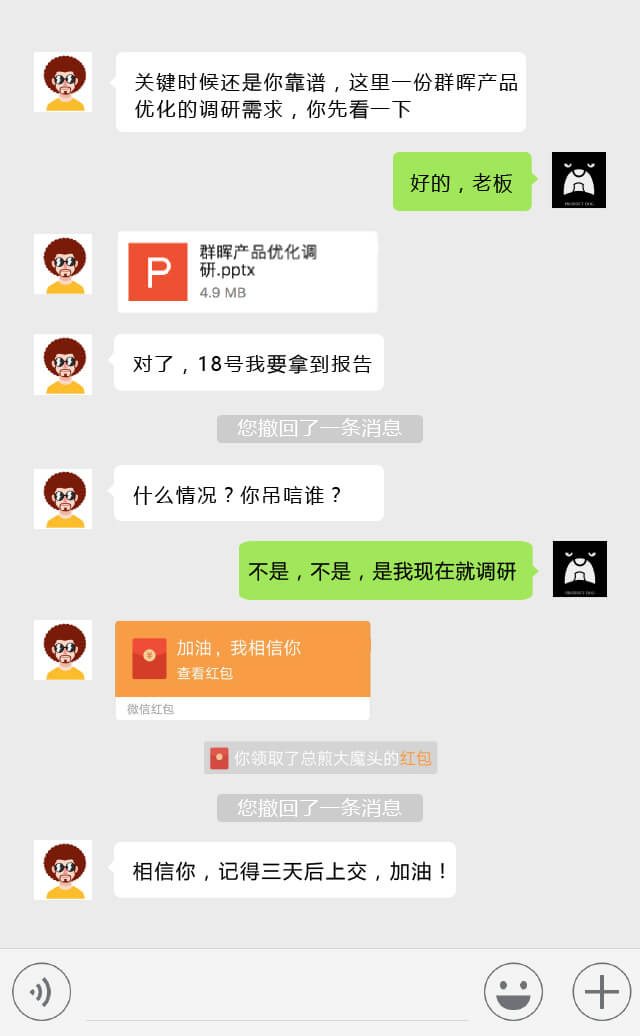 关键时候还是你靠谱，这里一份群晖产品
优化的调研需求，你先看一下
好的，老板
PRODUCT DOG
群晖产品优化调
研.pptx
4.9 MB
P
对了，18号我要拿到报告
您撤回了一条消息
什么情况？你吊唁谁？
不是，不是，是我现在就调研
PRODUCT DOG
加油，我相信你
查看红包
微信红包
你领取了总煎大魔头的红包
您撤回了一条消息
相信你，记得三天后上交，加油！